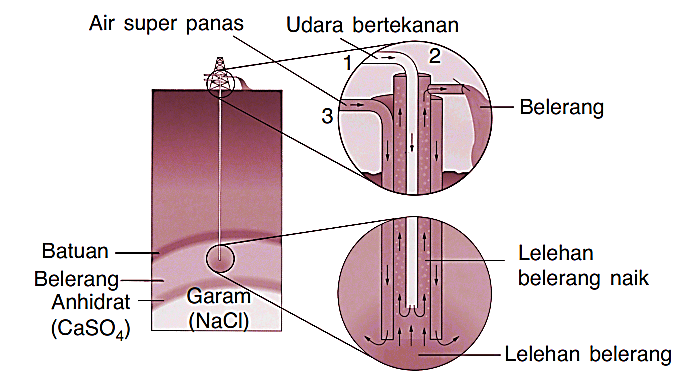 Air super panas
Udara bertekanan
1
2
3
Belerang
Batuan
Belerang
Anhidrat
(CaSO₄)
Garam
(NaCl)
Lelehan
belerang naik
Lelehan belerang